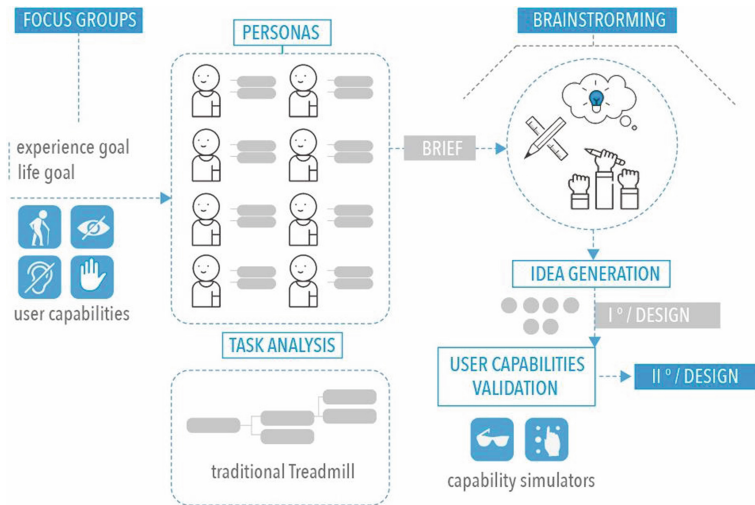 FOCUS GROUPS
experience goal
life goal
user capabilities
PERSONAS
TASK ANALYSIS
traditional Treadmill
BRIEF
BRAINSTRORMING
IDEA GENERATION
I º / DESIGN
USER CAPABILITIES
VALIDATION
II º / DESIGN
capability simulators